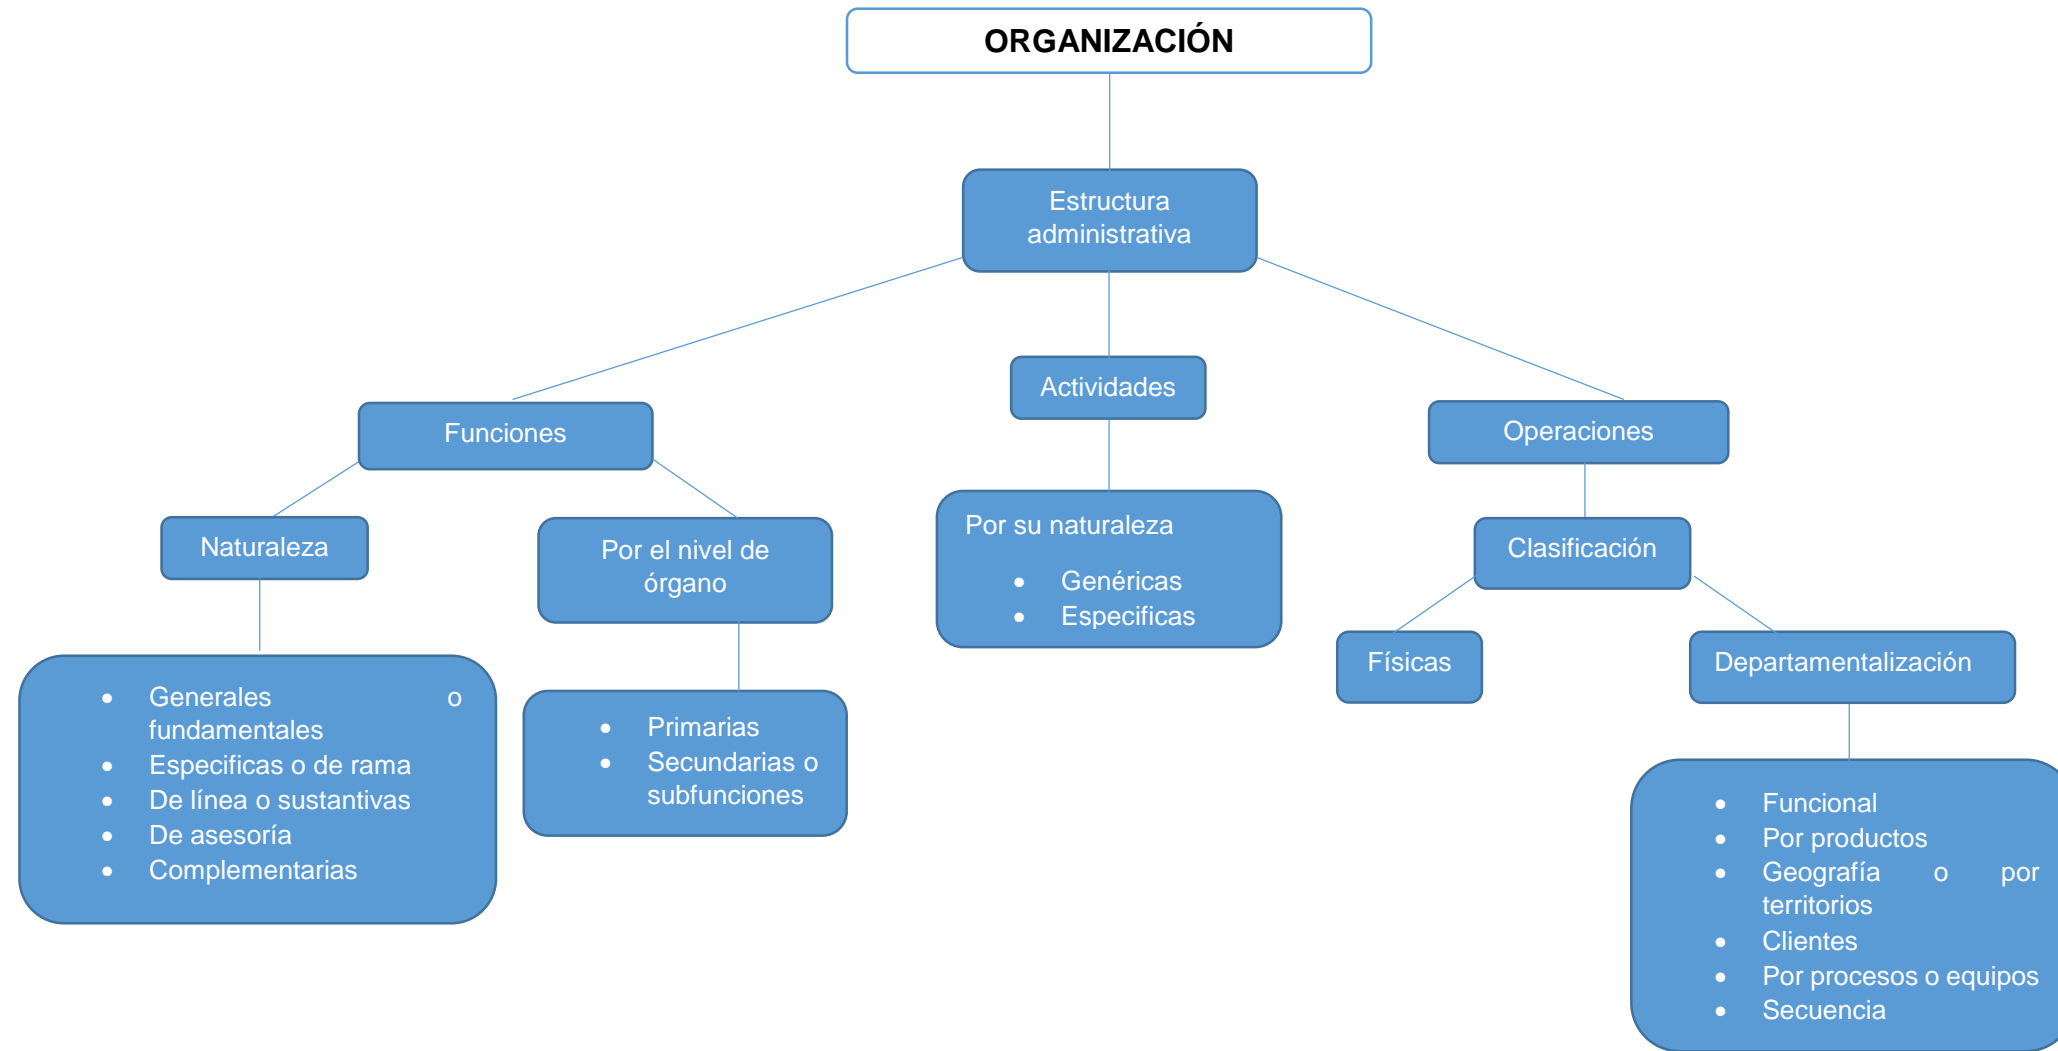 ORGANIZACIÓN
Estructura
administrativa
Funciones
Actividades
Operaciones
Naturaleza
Por el nivel de
órgano
Por su naturaleza
• Genéricas
• Especificas
Clasificación
Físicas
Departamentalización
• Generales o
fundamentales
• Especificas o de rama
• De línea o sustantivas
• De asesoría
• Complementarias
• Primarias
• Secundarias o
subfunciones
• Funcional
• Por productos
• Geografía o por
territorios
• Clientes
• Por procesos o equipos
• Secuencia